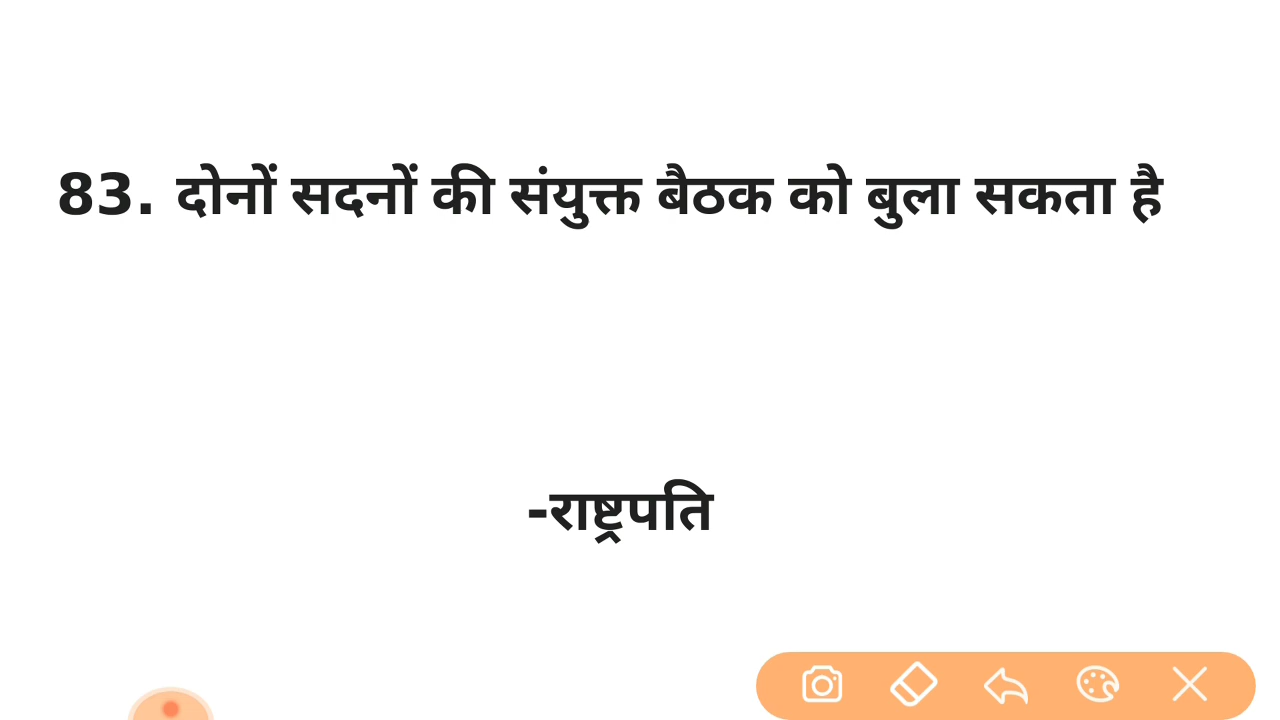 83. दोनों सदनों की संयुक्त बैठक को बुला सकता है
-राष्ट्रपति